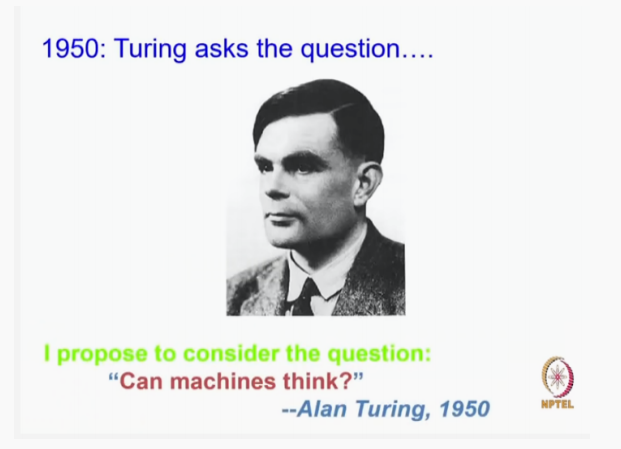 1950: Turing asks the question….
I propose to consider the question:
“Can machines think?”
--Alan Turing, 1950
NPTEL